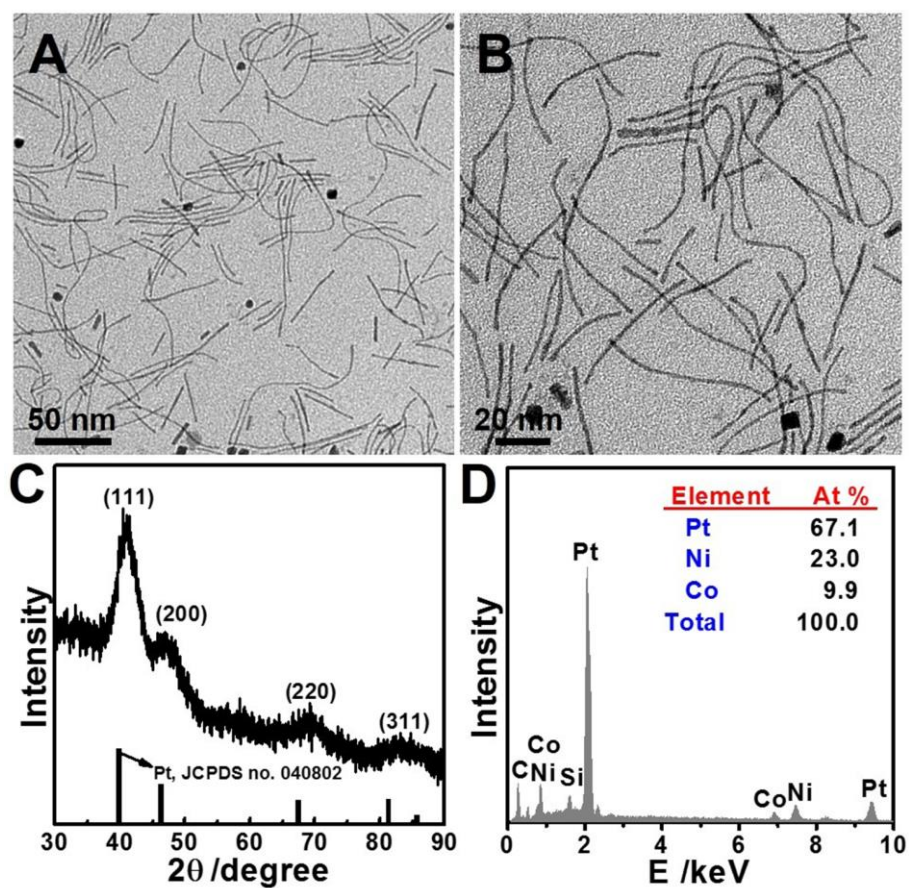 A
50 nm
B
20 nm
C
(111)
(200)
(220)
(311)
Pt, JCPDS no. 040802
Intensity
30 40 50 60 70 80 90
2θ /degree
D
Element At %
Pt 67.1
Ni 23.0
Co 9.9
Total 100.0
Pt
Co
C Ni Si
Co Ni Pt
Intensity
0 2 4 6 8 10
E /keV